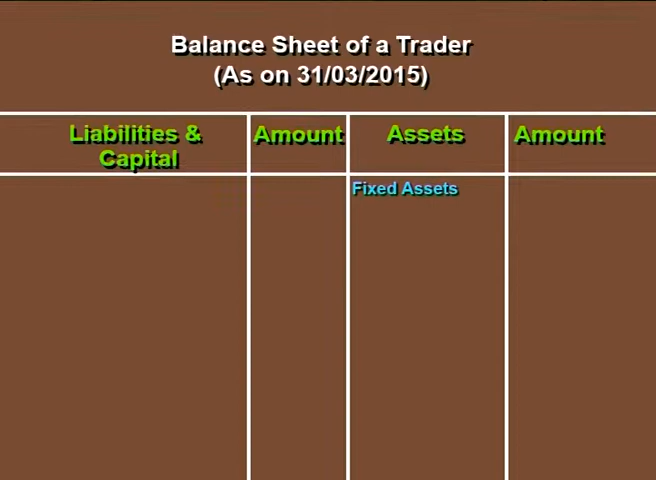 Balance Sheet of a Trader
(As on 31/03/2015)
Liabilities &
Capital
Amount
Assets
Amount
Fixed Assets